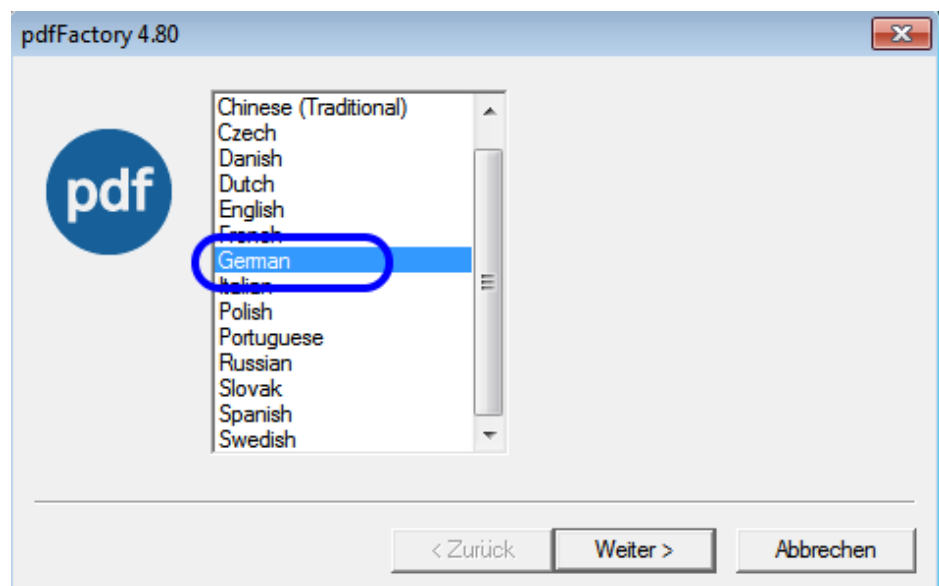 pdfFactory 4.80
pdf
Chinese (Traditional)
Czech
Danish
Dutch
English
French
German
Italian
Polish
Portuguese
Russian
Slovak
Spanish
Swedish
< Zurück
Weiter >
Abbrechen